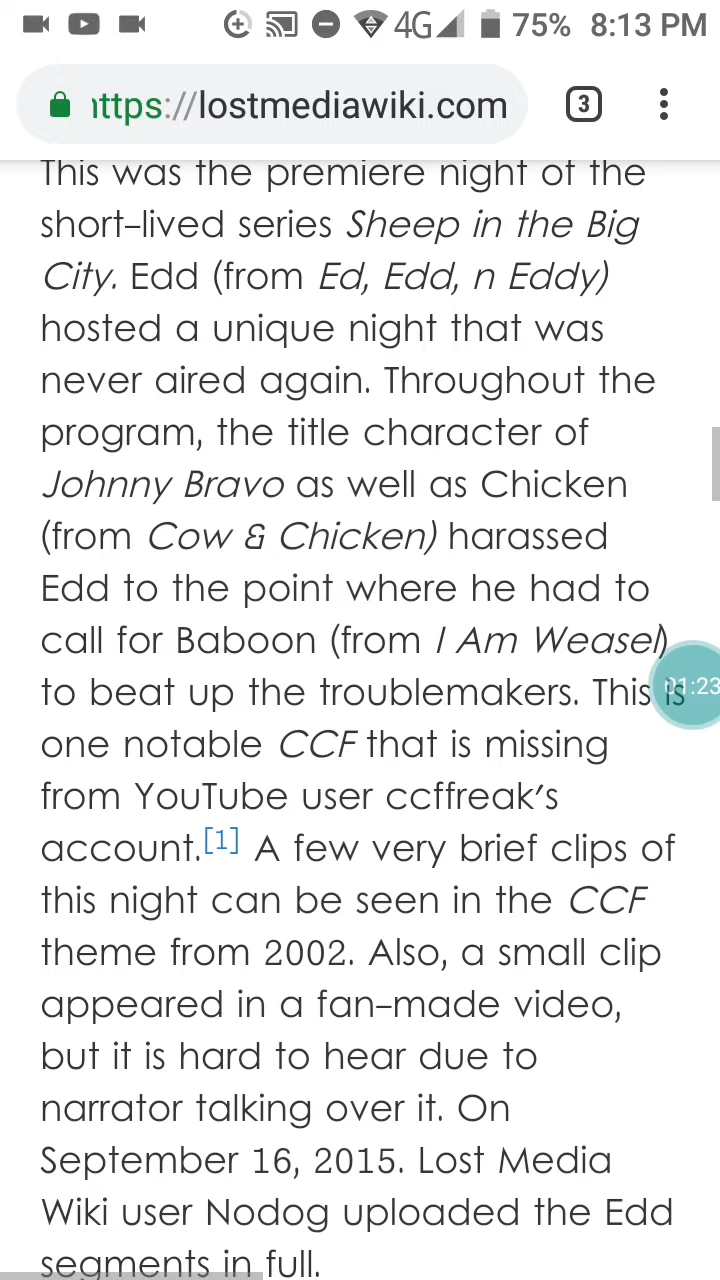 4G 75% 8:13 PM
ttps://lostmediawiki.com 3
This was the premiere night of the
short-lived series Sheep in the Big
City. Edd (from Ed, Edd, n Eddy)
hosted a unique night that was
never aired again. Throughout the
program, the title character of
Johnny Bravo as well as Chicken
(from Cow & Chicken) harassed
Edd to the point where he had to
call for Baboon (from I Am Weasel)
to beat up the troublemakers. This is
01:23
one notable CCF that is missing
from YouTube user ccffreak's
account.[1] A few very brief clips of
this night can be seen in the CCF
theme from 2002. Also, a small clip
appeared in a fan-made video,
but it is hard to hear due to
narrator talking over it. On
September 16, 2015. Lost Media
Wiki user Nodog uploaded the Edd
segments in full.